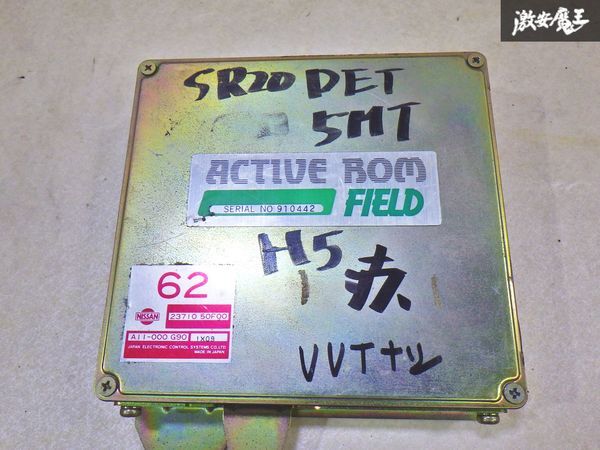 激安魔王
SR20DET
5MT
ACTIVE ROM
FIELD
SERIAL NO 910442
H5
赤
VVTナシ
62
NISSAN
23710 50F00
A11-000 G90
1X09
JAPAN ELECTRONIC CONTROL SYSTEMS CO.,LTD.
MADE IN JAPAN